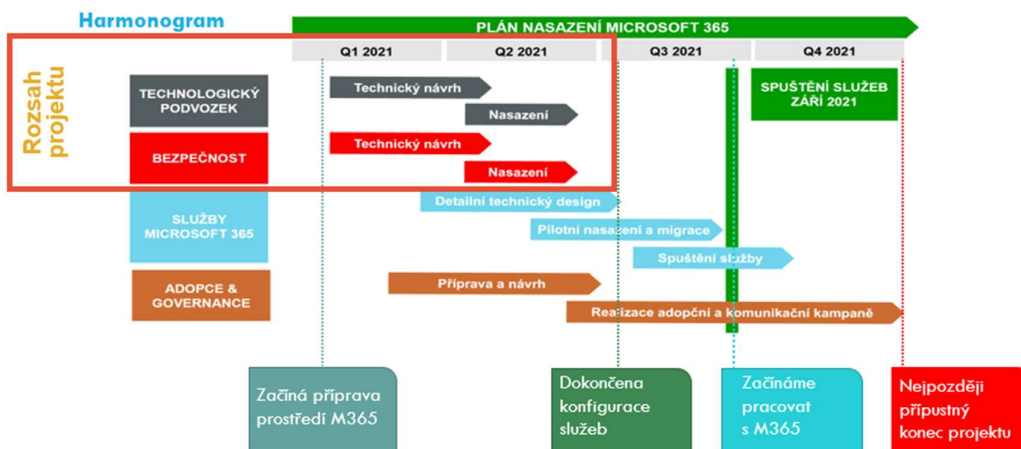 Harmonogram
PLÁN NASAZENÍ MICROSOFT 365
Q1 2021
Q2 2021
Q3 2021
Q4 2021
Rozsah
projektu
TECHNOLOGICKÝ
PODVOZEK
Technický návrh
Nasazení
SPUŠTĚNÍ SLUŽEB
ZÁŘÍ 2021
BEZPEČNOST
Technický návrh
Nasazení
SLUŽBY
MICROSOFT 365
Detailní technický design
Pilotní nasazení a migrace
Spuštění služby
ADOPCE &
GOVERNANCE
Příprava a návrh
Realizace adopční a komunikační kampaně
Začíná příprava
prostředí M365
Dokončena
konfigurace
služeb
Začínáme
pracovat
s M365
Nejpozději
přípustný
konec projektu